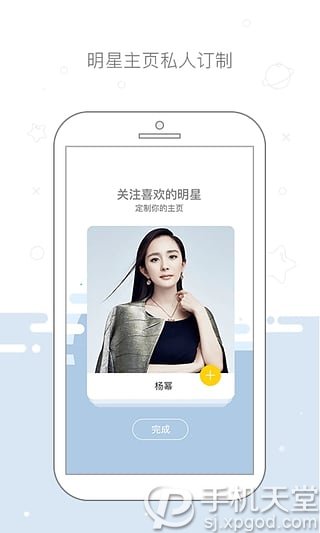 明星主页私人订制
关注喜欢的明星
定制你的主页
杨幂
完成
手机天堂
sj.xpgod.com